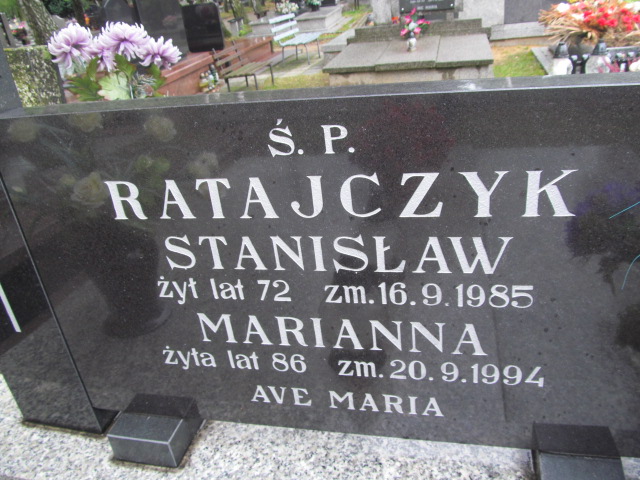 Ś. P.
RATAJCZYK
STANISŁAW
żył lat 72 zm. 16. 9. 1985
MARIANNA
żyła lat 86 zm. 20. 9. 1994
AVE MARIA